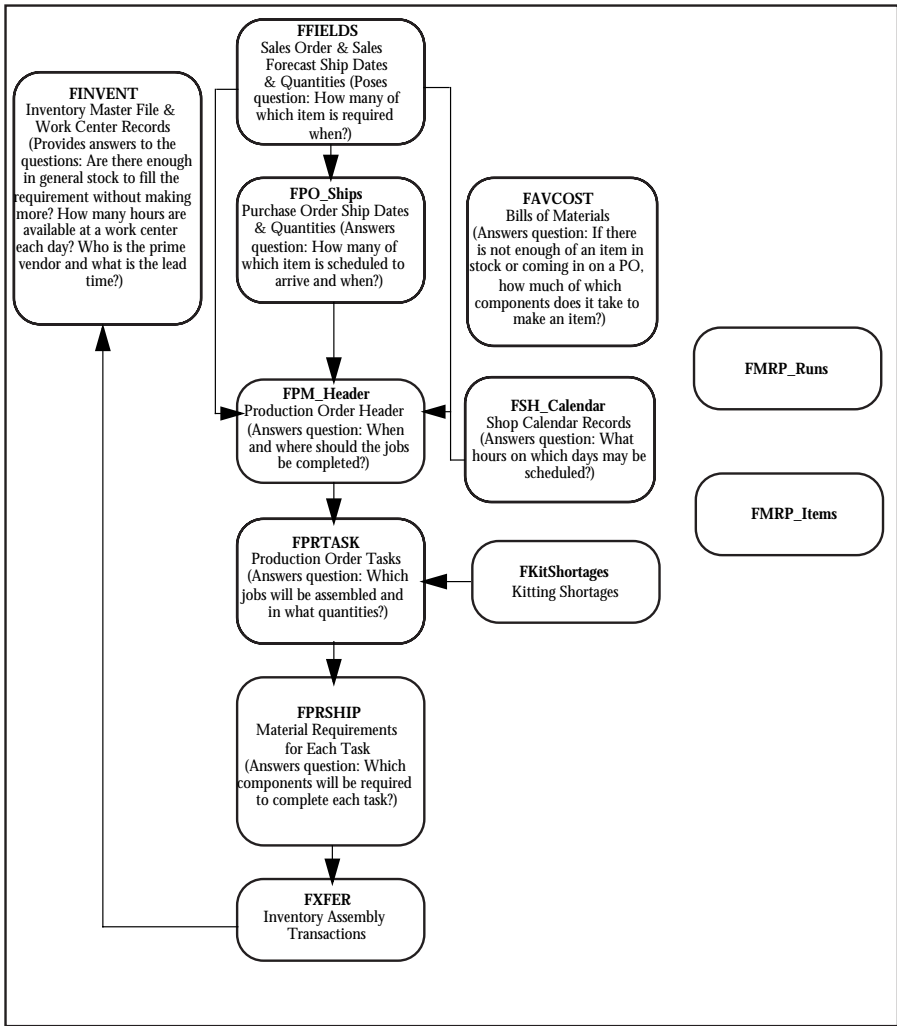 FFIELDS
Sales Order & Sales
Forecast Ship Dates
& Quantities (Poses
question: How many of
which item is required
when?)
FINVENT
Inventory Master File &
Work Center Records
(Provides answers to the
questions: Are there enough
in general stock to fill the
requirement without making
more? How many hours are
available at a work center
each day? Who is the prime
vendor and what is the lead
time?)
FPO_Ships
Purchase Order Ship Dates
& Quantities (Answers
question: How many of
which item is scheduled to
arrive and when?)
FAVCOST
Bills of Materials
(Answers question: If there
is not enough of an item in
stock or coming in on a PO,
how much of which
components does it take to
make an item?)
FMRP_Runs
FPM_Header
Production Order Header
(Answers question: When
and where should the jobs
be completed?)
FSH_Calendar
Shop Calendar Records
(Answers question: What
hours on which days may be
scheduled?)
FMRP_Items
FPRTASK
Production Order Tasks
(Answers question: Which
jobs will be assembled and
in what quantities?)
FKitShortages
Kitting Shortages
FPRSHIP
Material Requirements
for Each Task
(Answers question: Which
components will be required
to complete each task?)
FXFER
Inventory Assembly
Transactions